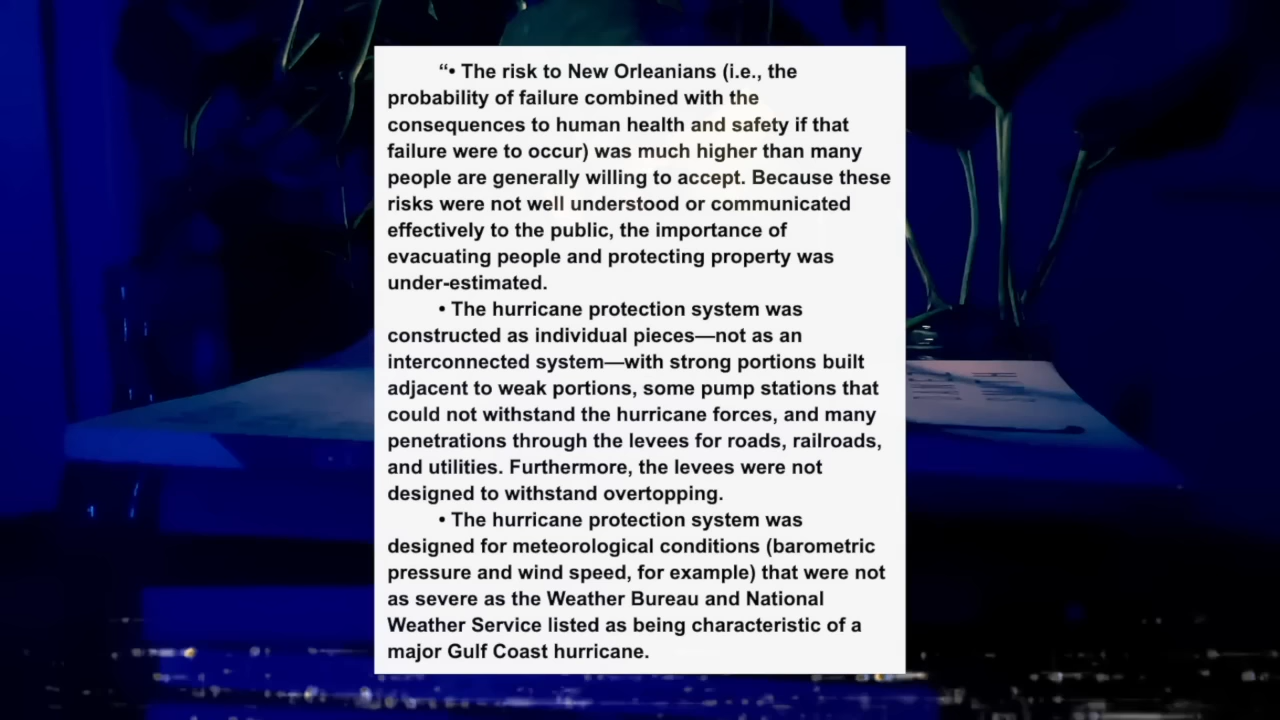 “• The risk to New Orleanians (i.e., the
probability of failure combined with the
consequences to human health and safety if that
failure were to occur) was much higher than many
people are generally willing to accept. Because these
risks were not well understood or communicated
effectively to the public, the importance of
evacuating people and protecting property was
under-estimated.
• The hurricane protection system was
constructed as individual pieces—not as an
interconnected system—with strong portions built
adjacent to weak portions, some pump stations that
could not withstand the hurricane forces, and many
penetrations through the levees for roads, railroads,
and utilities. Furthermore, the levees were not
designed to withstand overtopping.
• The hurricane protection system was
designed for meteorological conditions (barometric
pressure and wind speed, for example) that were not
as severe as the Weather Bureau and National
Weather Service listed as being characteristic of a
major Gulf Coast hurricane.